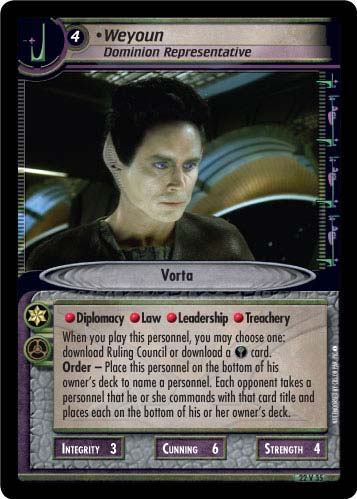 4
•Weyoun
Dominion Representative
Vorta
Diplomacy Law Leadership Treachery
When you play this personnel, you may choose one:
download Ruling Council or download a card.
Order – Place this personnel on the bottom of his
owner's deck to name a personnel. Each opponent takes a
personnel that he or she commands with that card title and
places each on the bottom of his or her owner's deck.
INTEGRITY 3 CUNNING 6 STRENGTH 4
22 V 35